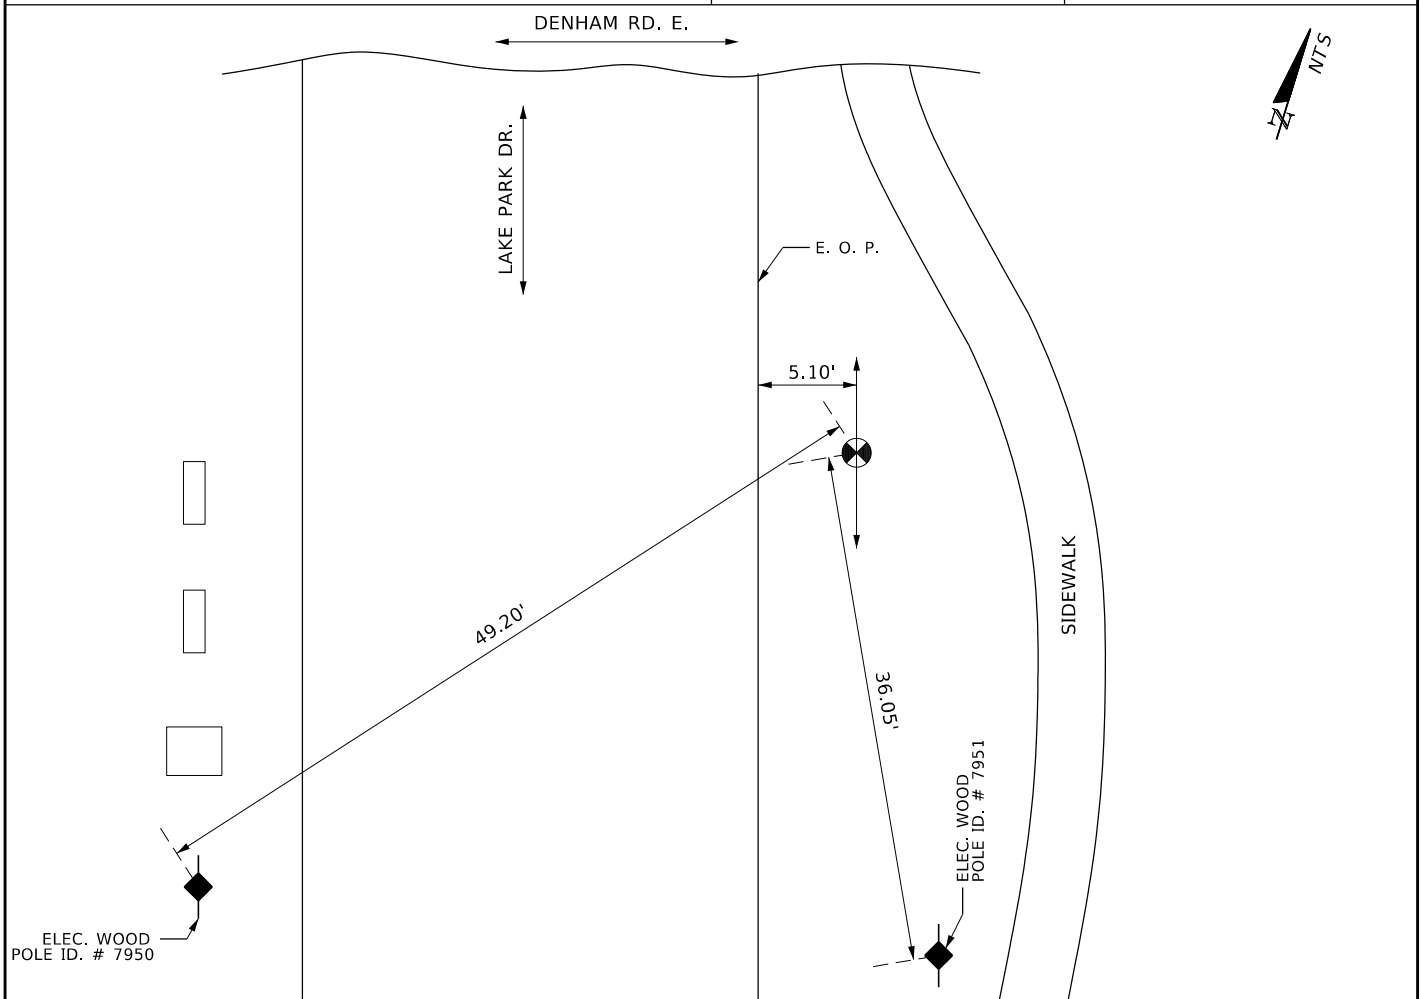 DENHAM RD. E.
NTS
N
LAKE PARK DR.
E. O. P.
5.10'
49.20'
SIDEWALK
36.05'
ELEC. WOOD
POLE ID. # 7951
ELEC. WOOD
POLE ID. # 7950